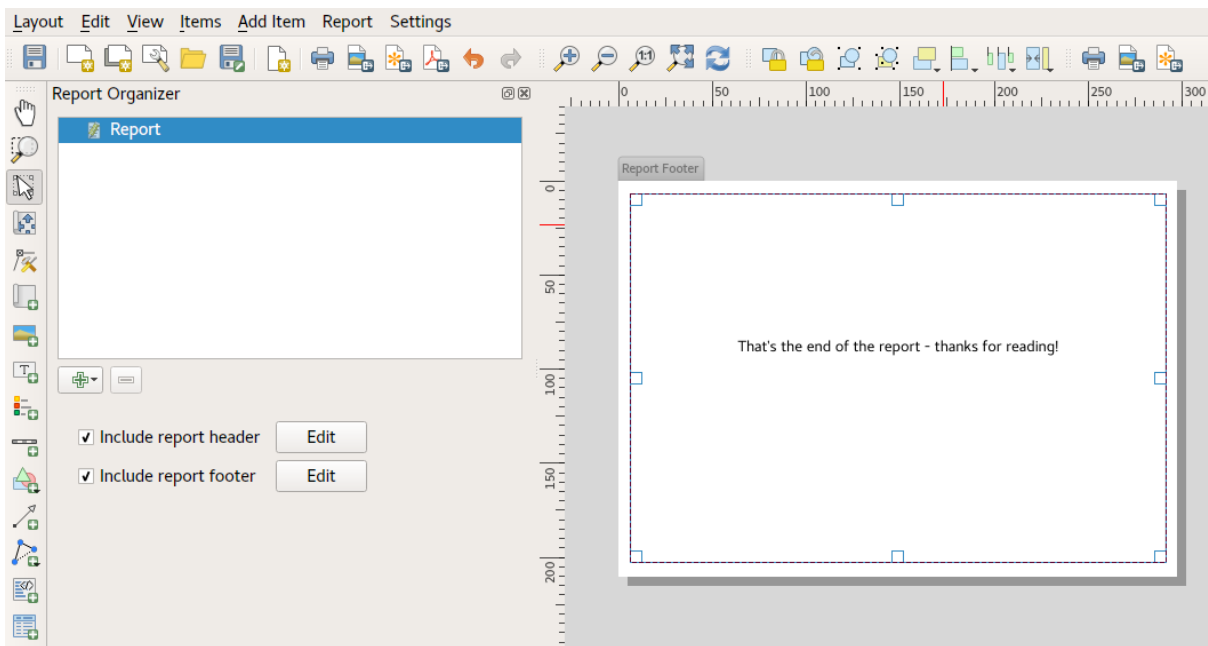 Layout Edit View Items Add Item Report Settings
1:1
Report Organizer
0 50 100 150 200 250 300
Report
Report Footer
0
50
That's the end of the report - thanks for reading!
100
T
Include report header Edit
Include report footer Edit
150
200